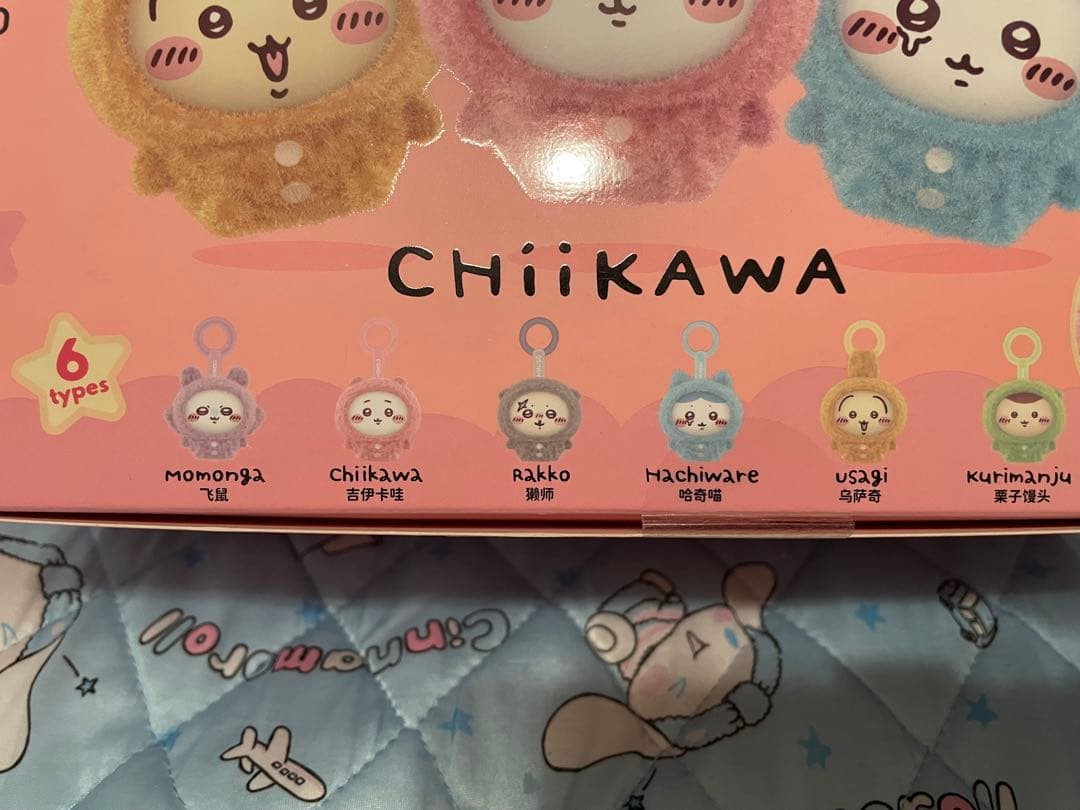 CHiiKAWA
6
types
Momonga
飞鼠
Chiikawa
吉伊卡哇
Rakko
獭师
Hachiware
哈奇喵
usagi
乌萨奇
Kurimanju
栗子馒头
Cinnamoroll